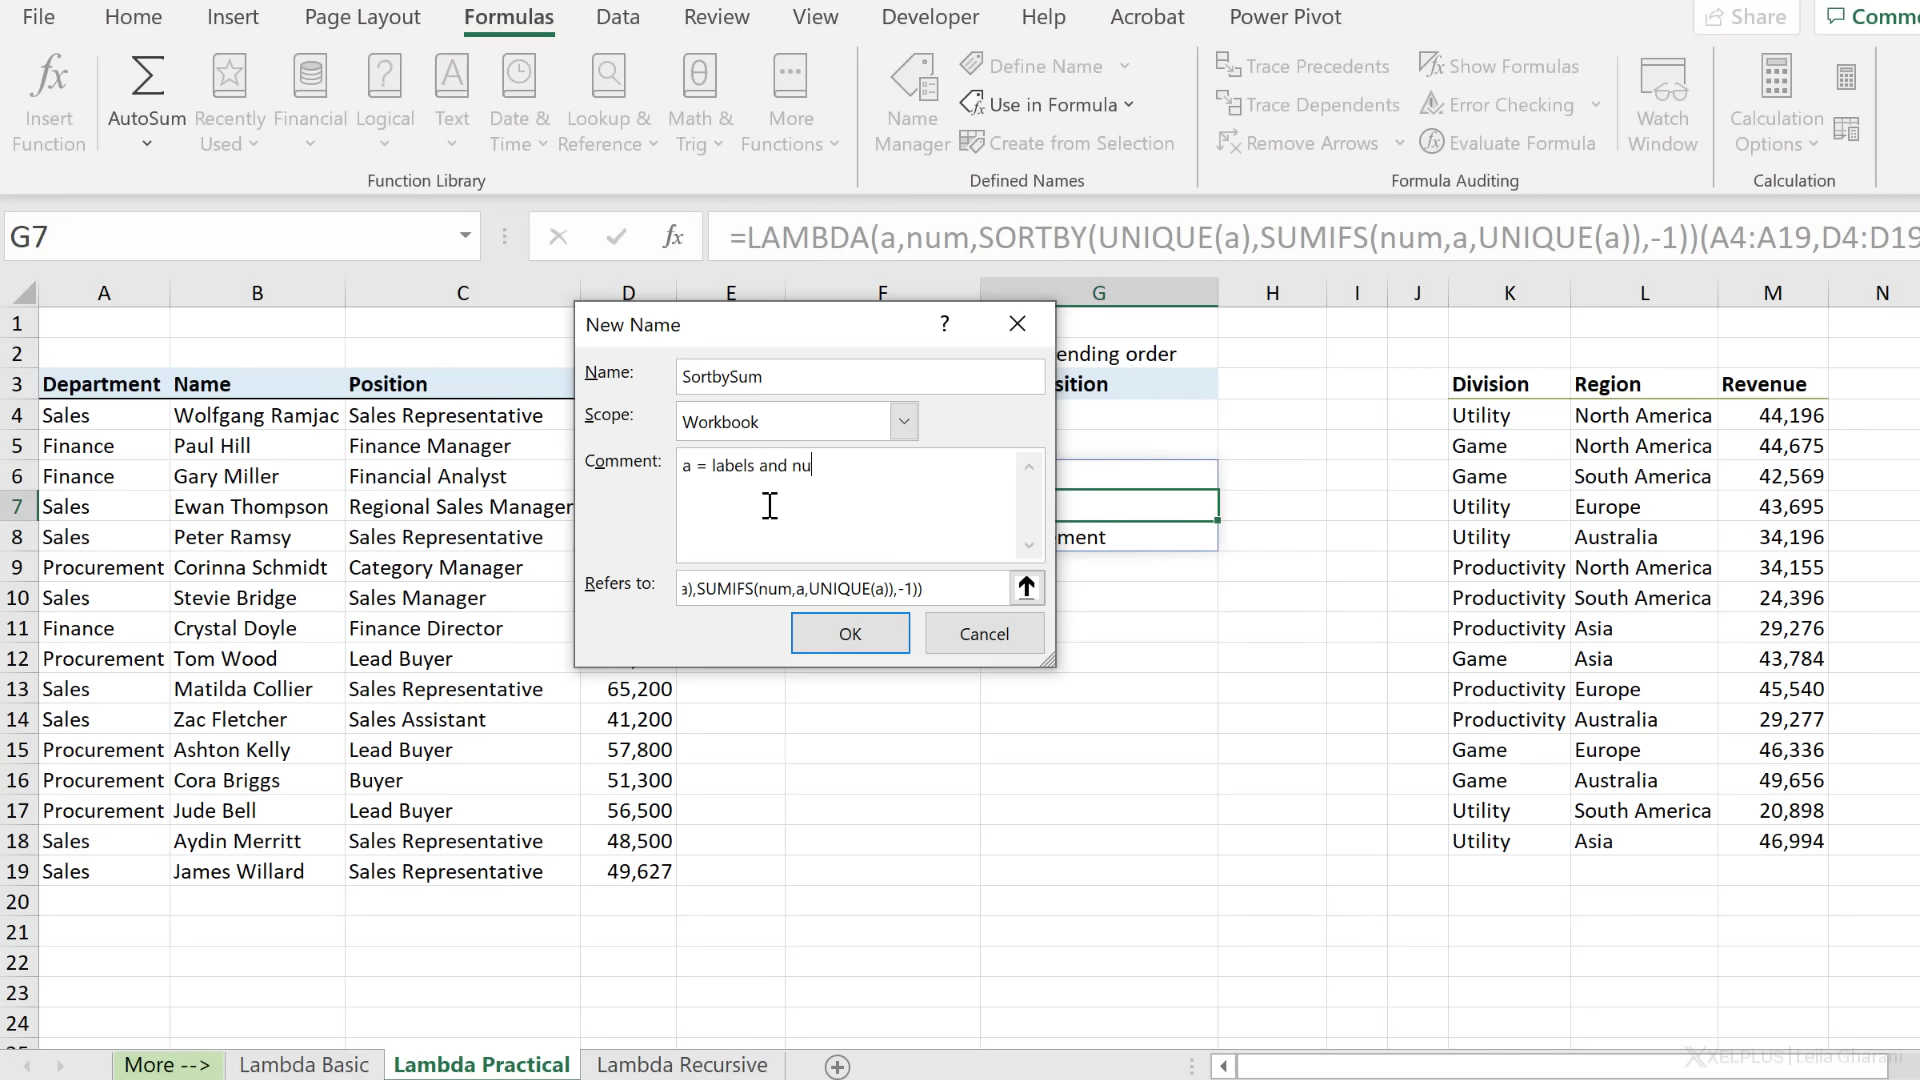 File Home Insert Page Layout Formulas Data Review View Developer Help Acrobat Power Pivot Share
Insert Function AutoSum Recently Used Financial Logical Text Date & Time Lookup & Reference Math & Trig More Functions
Function Library
Name Manager Define Name Use in Formula Create from Selection
Defined Names
Trace Precedents Trace Dependents Remove Arrows Show Formulas Error Checking Evaluate Formula
Formula Auditing
Watch Window
Calculation Options
Calculation
G7 fx =LAMBDA(a,num,SORTBY(UNIQUE(a),SUMIFS(num,a,UNIQUE(a)),-1))(A4:A19,D4:D19
A B C D E F G H I J K L M N
1
2 ending order
3 Department Name Position sition Division Region Revenue
4 Sales Wolfgang Ramjac Sales Representative Utility North America 44,196
5 Finance Paul Hill Finance Manager Game North America 44,675
6 Finance Gary Miller Financial Analyst Game South America 42,569
7 Sales Ewan Thompson Regional Sales Manager Utility Europe 43,695
8 Sales Peter Ramsy Sales Representative ment Utility Australia 34,196
9 Procurement Corinna Schmidt Category Manager Productivity North America 34,155
10 Sales Stevie Bridge Sales Manager Productivity South America 24,396
11 Finance Crystal Doyle Finance Director Productivity Asia 29,276
12 Procurement Tom Wood Lead Buyer Game Asia 43,784
13 Sales Matilda Collier Sales Representative 65,200 Productivity Europe 45,540
14 Sales Zac Fletcher Sales Assistant 41,200 Productivity Australia 29,277
15 Procurement Ashton Kelly Lead Buyer 57,800 Game Europe 46,336
16 Procurement Cora Briggs Buyer 51,300 Game Australia 49,656
17 Procurement Jude Bell Lead Buyer 56,500 Utility South America 20,898
18 Sales Aydin Merritt Sales Representative 48,500 Utility Asia 46,994
19 Sales James Willard Sales Representative 49,627
20
21
22
23
24
New Name ?
Name: SortbySum
Scope: Workbook
Comment: a = labels and nu
Refers to: a),SUMIFS(num,a,UNIQUE(a)),-1))
OK Cancel
More --> Lambda Basic Lambda Practical Lambda Recursive
XELPLUS | Leila Gharani